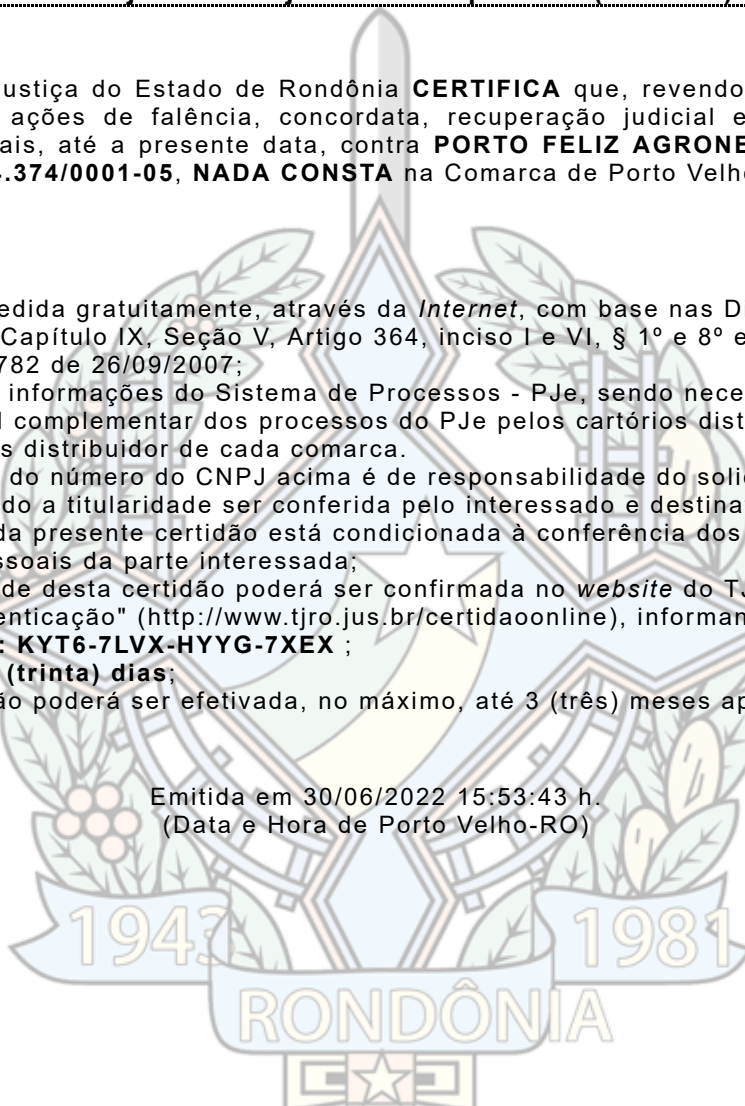 ustiça do Estado de Rondônia CERTIFICA que, revendo
ações de falência, concordata, recuperação judicial e
ais, até a presente data, contra PORTO FELIZ AGRONE
.374/0001-05, NADA CONSTA na Comarca de Porto Velh
edida gratuitamente, através da Internet, com base nas D
Capítulo IX, Seção V, Artigo 364, inciso I e VI, § 1º e 8º e
782 de 26/09/2007;
informações do Sistema de Processos - PJe, sendo nece
l complementar dos processos do PJe pelos cartórios dist
s distribuidor de cada comarca.
do número do CNPJ acima é de responsabilidade do soli
do a titularidade ser conferida pelo interessado e destina
da presente certidão está condicionada à conferência dos
ssoais da parte interessada;
de desta certidão poderá ser confirmada no website do TJ
enticação" (http://www.tjro.jus.br/certidaoonline), informan
: KYT6-7LVX-HYYG-7XEX ;
(trinta) dias;
ão poderá ser efetivada, no máximo, até 3 (três) meses ap
Emitida em 30/06/2022 15:53:43 h.
(Data e Hora de Porto Velho-RO)
1943 1981
RONDÔNIA